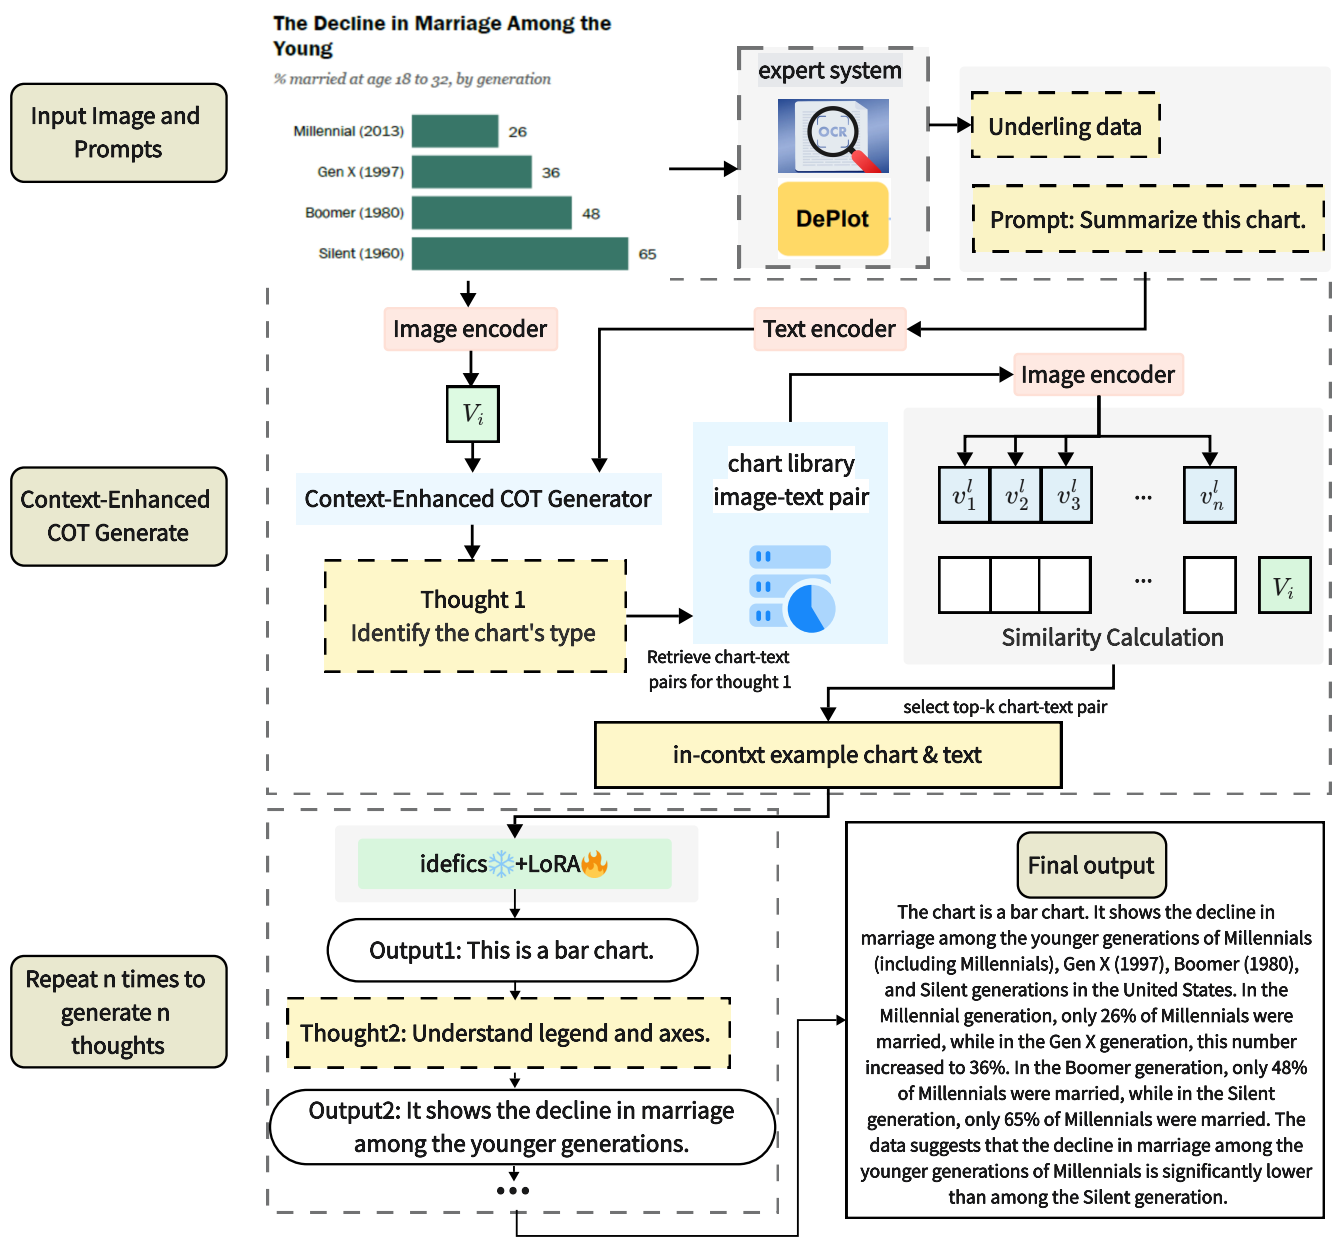 The Decline in Marriage Among the
Young
% married at age 18 to 32, by generation
Millennial (2013)
26
Gen X (1997)
36
Boomer (1980)
48
Silent (1960)
65
Input Image and
Prompts
expert system
OCR
DePlot
Underling data
Prompt: Summarize this chart.
Image encoder
Text encoder
Image encoder
V_i
Context-Enhanced COT Generator
chart library
image-text pair
v_1^l
v_2^l
v_3^l
...
v_n^l
...
V_i
Similarity Calculation
Context-Enhanced
COT Generate
Thought 1
Identify the chart's type
Retrieve chart-text
pairs for thought 1
select top-k chart-text pair
in-contxt example chart & text
idefics❄️+LoRA🔥
Output1: This is a bar chart.
Thought2: Understand legend and axes.
Output2: It shows the decline in marriage
among the younger generations.
...
Repeat n times to
generate n
thoughts
Final output
The chart is a bar chart. It shows the decline in
marriage among the younger generations of Millennials
(including Millennials), Gen X (1997), Boomer (1980),
and Silent generations in the United States. In the
Millennial generation, only 26% of Millennials were
married, while in the Gen X generation, this number
increased to 36%. In the Boomer generation, only 48%
of Millennials were married, while in the Silent
generation, only 65% of Millennials were married. The
data suggests that the decline in marriage among the
younger generations of Millennials is significantly lower
than among the Silent generation.